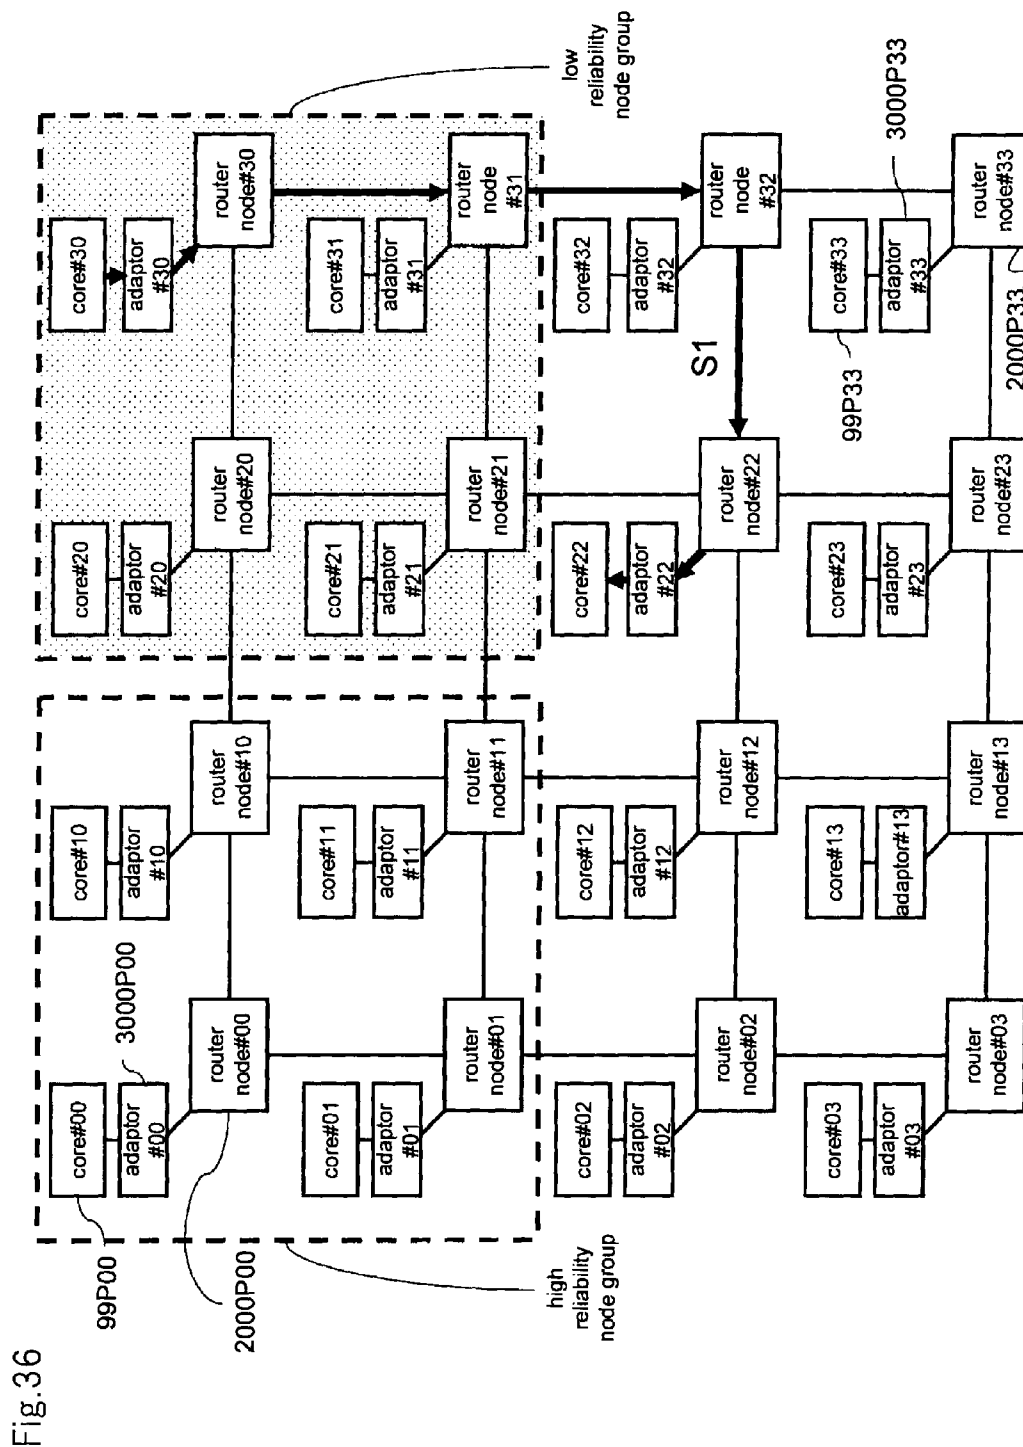 Fig.36
99P00
3000P00
2000P00
core#00
adaptor
#00
router
node#00
core#10
adaptor
#10
router
node#10
core#20
adaptor
#20
router
node#20
core#30
adaptor
#30
router
node#30
core#01
adaptor
#01
router
node#01
core#11
adaptor
#11
router
node#11
core#21
adaptor
#21
router
node#21
core#31
adaptor
#31
router
node
#31
high
reliability
node group
low
reliability
node group
core#02
adaptor
#02
router
node#02
core#12
adaptor
#12
router
node#12
core#22
adaptor
#22
router
node#22
S1
core#32
adaptor
#32
router
node
#32
core#03
adaptor
#03
router
node#03
core#13
adaptor#13
router
node#13
core#23
adaptor
#23
router
node#23
99P33
core#33
adaptor
#33
3000P33
router
node#33
2000P33